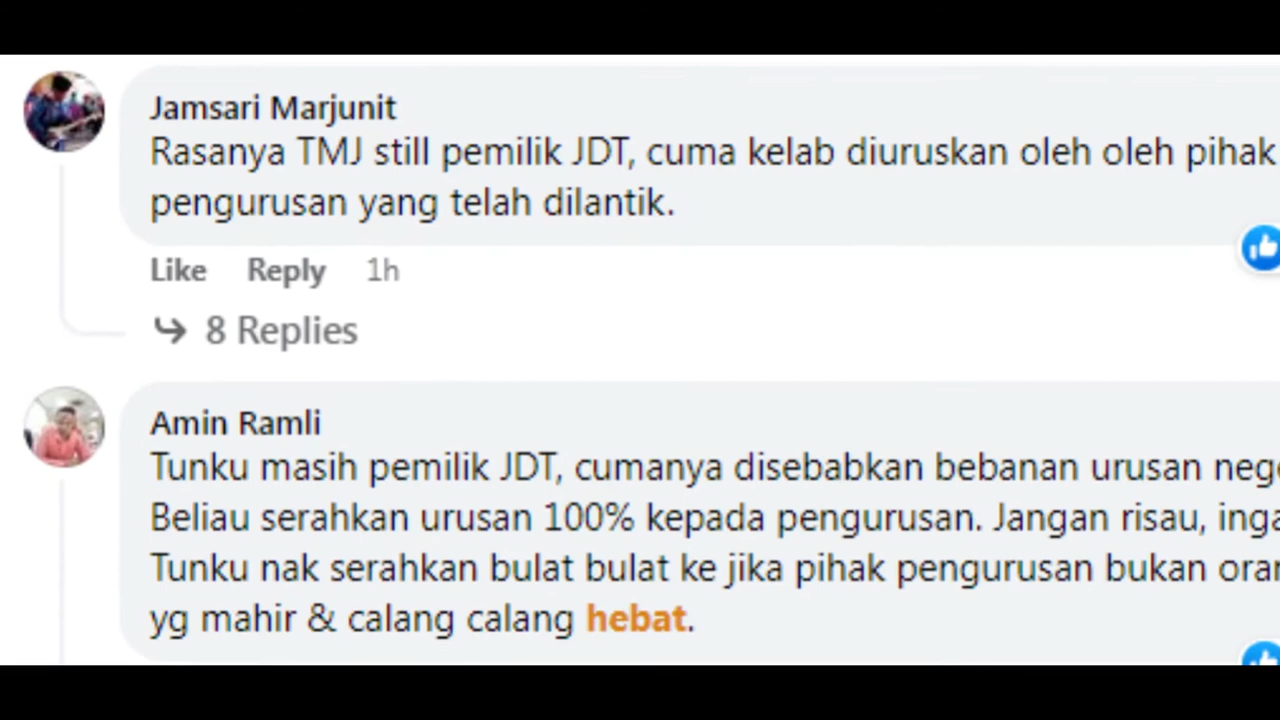 Jamsari Marjunit
Rasanya TMJ still pemilik JDT, cuma kelab diuruskan oleh oleh pihak
pengurusan yang telah dilantik.
Like Reply 1h
8 Replies
Amin Ramli
Tunku masih pemilik JDT, cumanya disebabkan bebanan urusan
Beliau serahkan urusan 100% kepada pengurusan. Jangan risau,
Tunku nak serahkan bulat bulat ke jika pihak pengurusan bukan
yg mahir & calang calang hebat.